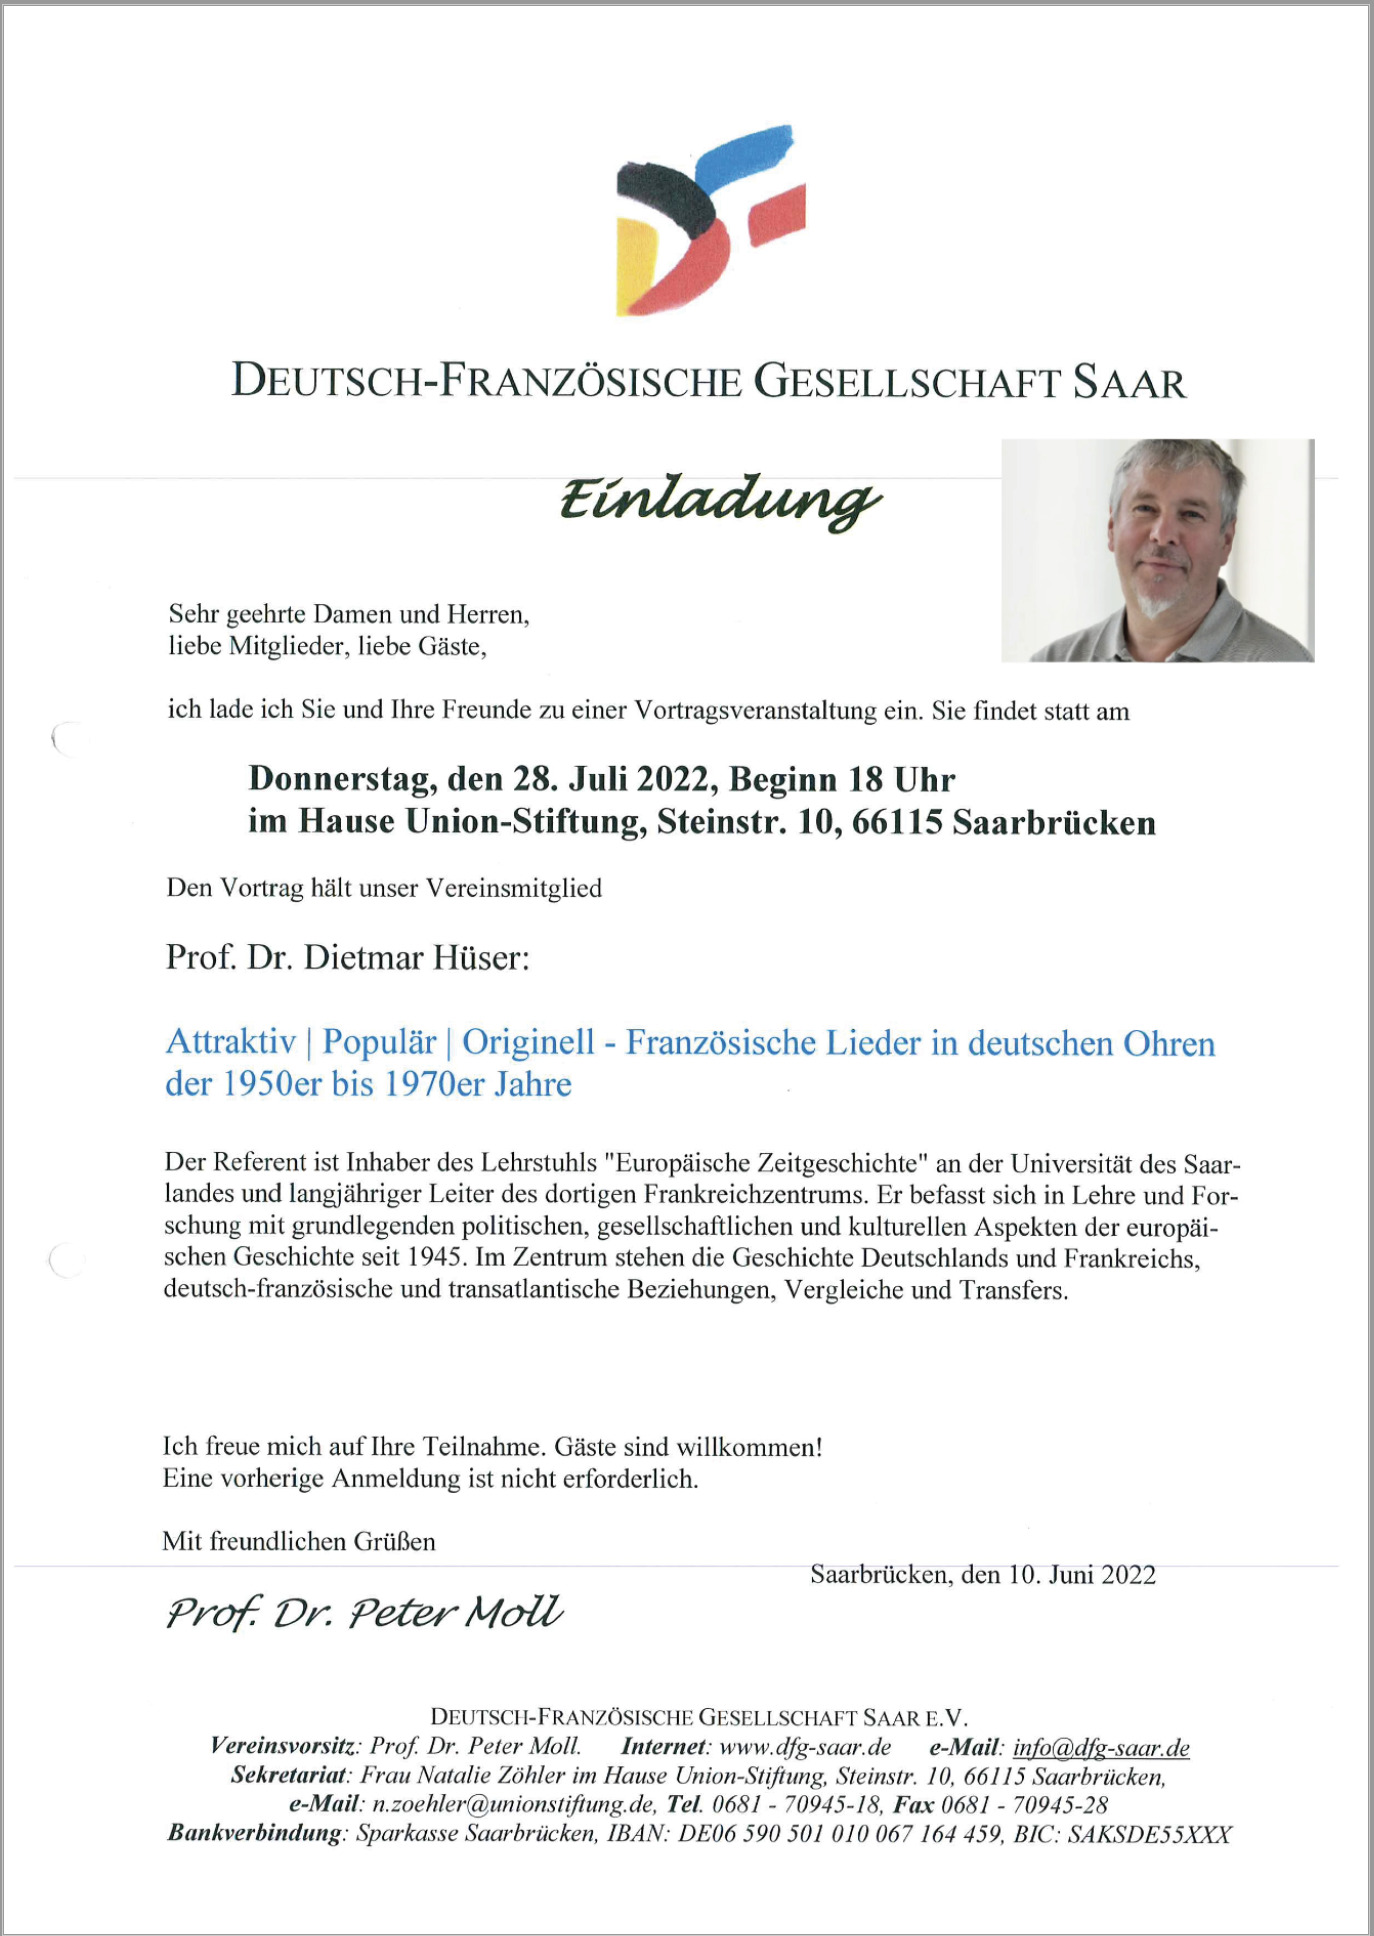 DEUTSCH-FRANZÖSISCHE GESELLSCHAFT SAAR
Einladung
Sehr geehrte Damen und Herren,
liebe Mitglieder, liebe Gäste,
ich lade ich Sie und Ihre Freunde zu einer Vortragsveranstaltung ein. Sie findet statt am
Donnerstag, den 28. Juli 2022, Beginn 18 Uhr
im Hause Union-Stiftung, Steinstr. 10, 66115 Saarbrücken
Den Vortrag hält unser Vereinsmitglied
Prof. Dr. Dietmar Hüser:
Attraktiv | Populär | Originell - Französische Lieder in deutschen Ohren
der 1950er bis 1970er Jahre
Der Referent ist Inhaber des Lehrstuhls "Europäische Zeitgeschichte" an der Universität des Saar-
landes und langjähriger Leiter des dortigen Frankreichzentrums. Er befasst sich in Lehre und For-
schung mit grundlegenden politischen, gesellschaftlichen und kulturellen Aspekten der europäi-
schen Geschichte seit 1945. Im Zentrum stehen die Geschichte Deutschlands und Frankreichs,
deutsch-französische und transatlantische Beziehungen, Vergleiche und Transfers.
Ich freue mich auf Ihre Teilnahme. Gäste sind willkommen!
Eine vorherige Anmeldung ist nicht erforderlich.
Mit freundlichen Grüßen
Saarbrücken, den 10. Juni 2022
Prof. Dr. Peter Moll
DEUTSCH-FRANZÖSISCHE GESELLSCHAFT SAAR E.V.
Vereinsvorsitz: Prof. Dr. Peter Moll. Internet: www.dfg-saar.de e-Mail: info@dfg-saar.de
Sekretariat: Frau Natalie Zöhler im Hause Union-Stiftung, Steinstr. 10, 66115 Saarbrücken,
e-Mail: n.zoehler@unionstiftung.de, Tel. 0681 - 70945-18, Fax 0681 - 70945-28
Bankverbindung: Sparkasse Saarbrücken, IBAN: DE06 590 501 010 067 164 459, BIC: SAKSDE55XXX